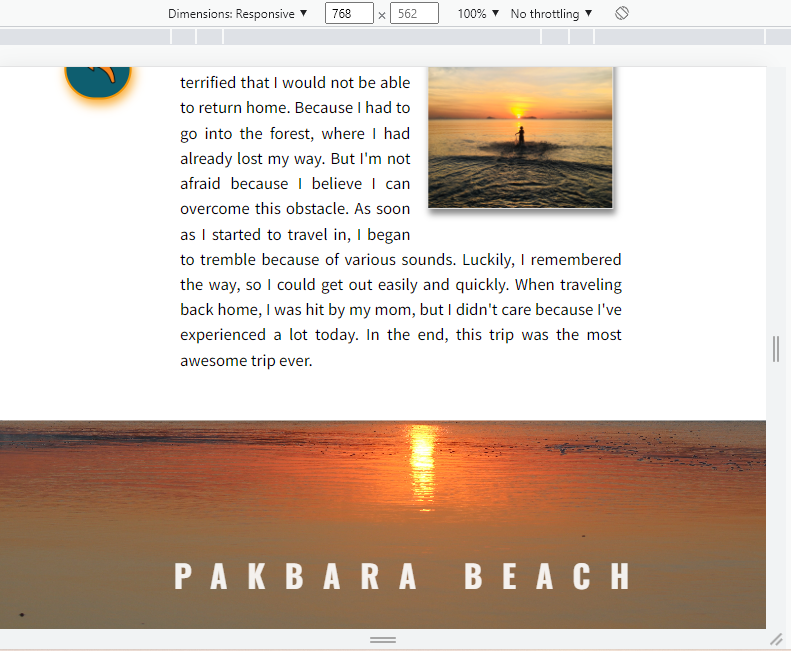 Dimensions: Responsive ▼ 768 × 562 100% ▼ No throttling ▼
terrified that I would not be able
to return home. Because I had to
go into the forest, where I had
already lost my way. But I'm not
afraid because I believe I can
overcome this obstacle. As soon
as I started to travel in, I began
to tremble because of various sounds. Luckily, I remembered
the way, so I could get out easily and quickly. When traveling
back home, I was hit by my mom, but I didn't care because I've
experienced a lot today. In the end, this trip was the most
awesome trip ever.
PAKBARA BEACH